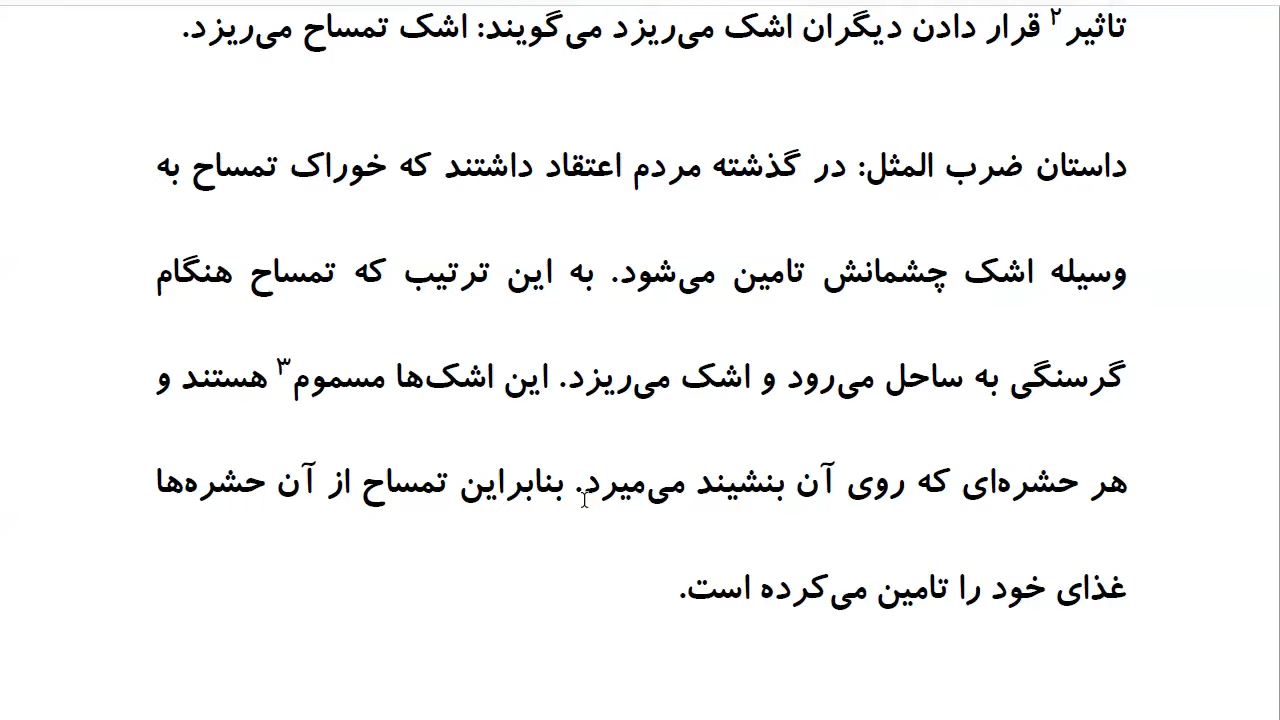 تاثیر۲ قرار دادن دیگران اشک می‌ریزد می‌گویند: اشک تمساح می‌ریزد.
داستان ضرب المثل: در گذشته مردم اعتقاد داشتند که خوراک تمساح به
وسیله اشک چشمانش تامین می‌شود. به این ترتیب که تمساح هنگام
گرسنگی به ساحل می‌رود و اشک می‌ریزد. این اشک‌ها مسموم۳ هستند و
هر حشره‌ای که روی آن بنشیند می‌میرد. بنابراین تمساح از آن حشره‌ها
غذای خود را تامین می‌کرده است.